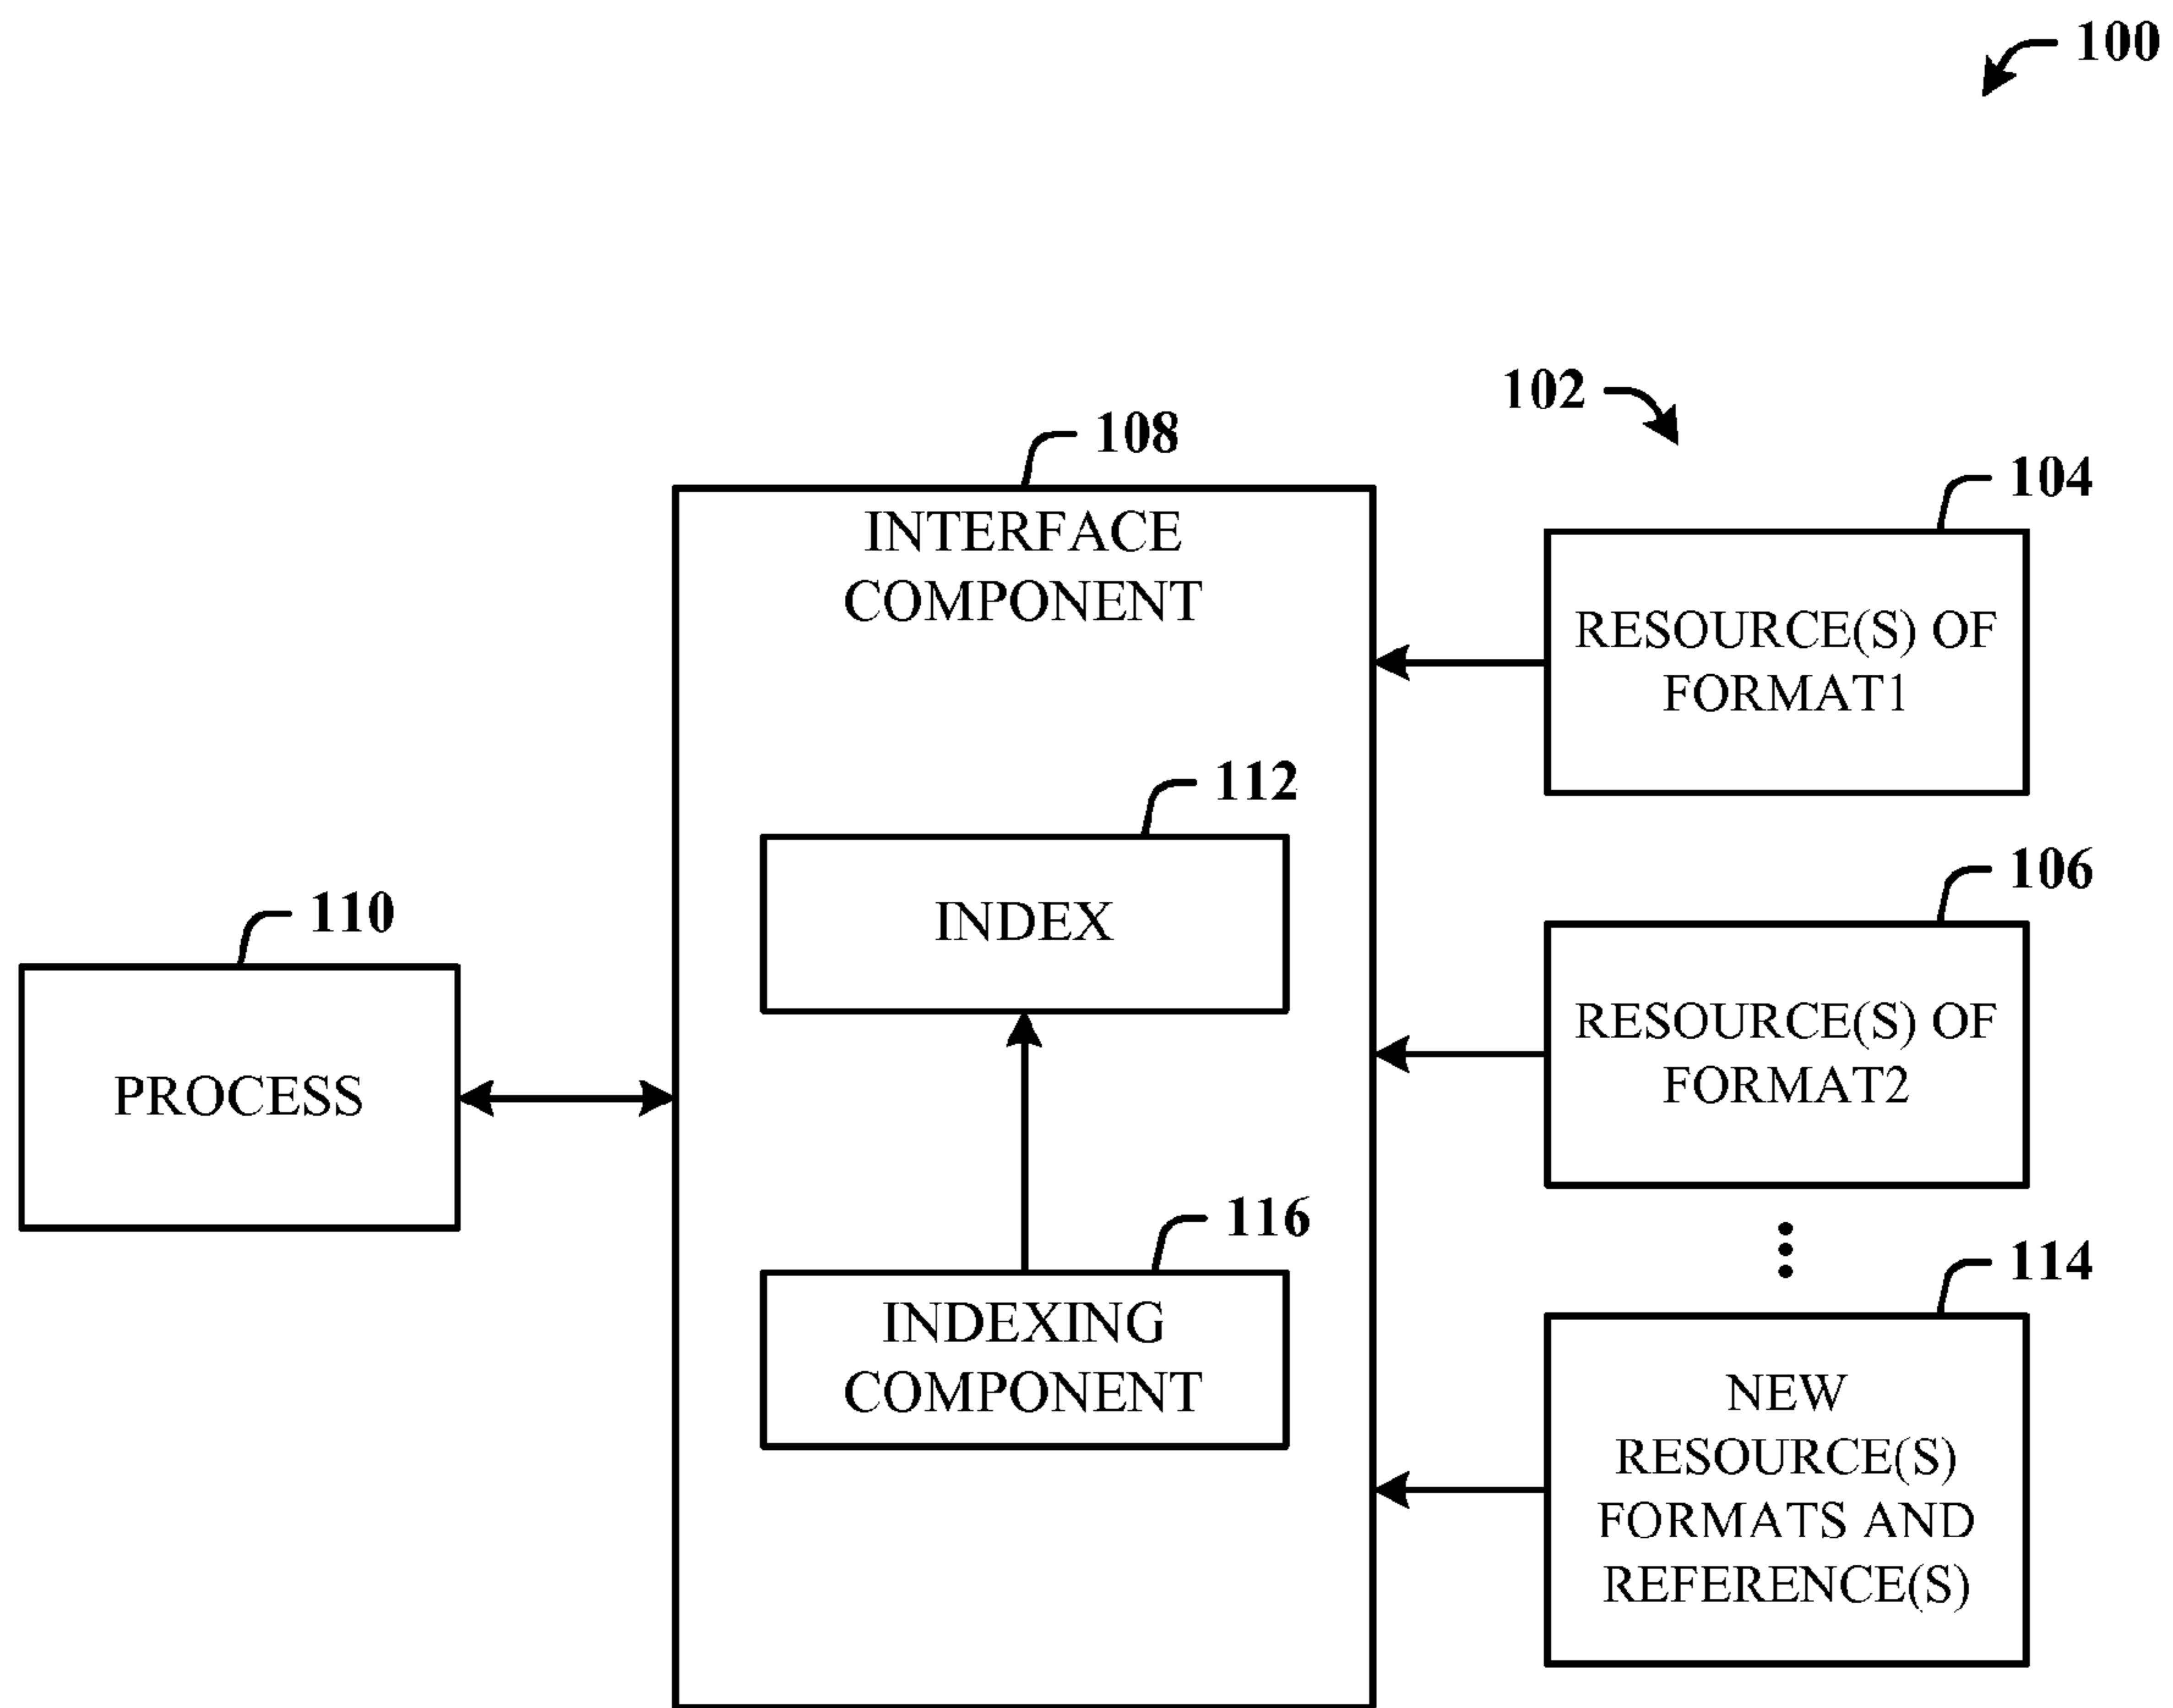 100
102
108
INTERFACE
COMPONENT
104
RESOURCE(S) OF
FORMAT1
112
INDEX
106
RESOURCE(S) OF
FORMAT2
110
PROCESS
116
INDEXING
COMPONENT
114
NEW
RESOURCE(S)
FORMATS AND
REFERENCE(S)